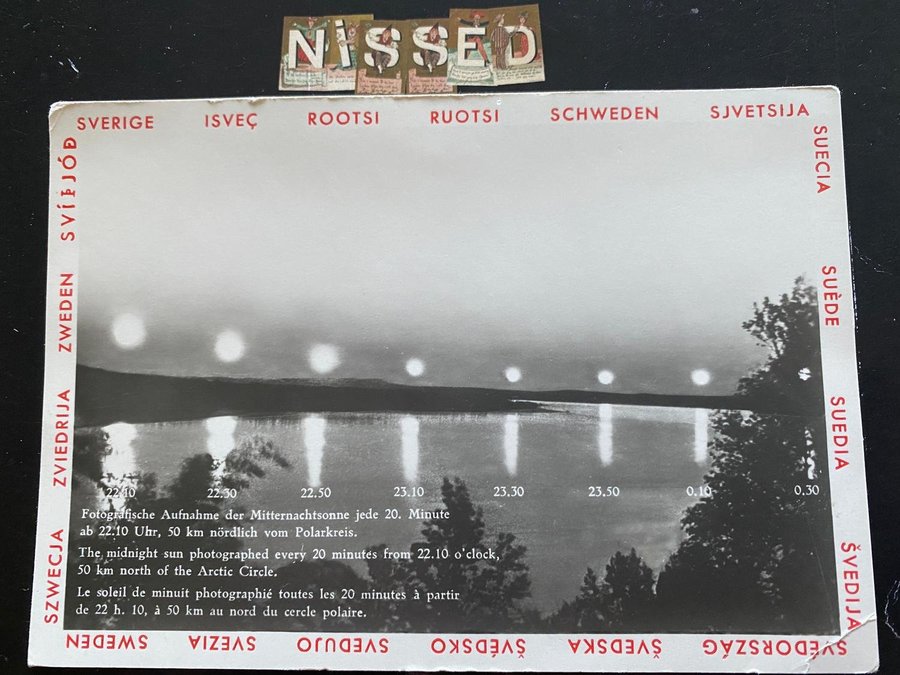 NiSSED
SVERIGE ISVEÇ ROOTSI RUOTSI SCHWEDEN SJVETSIJA
SUECIA
SUÈDE
SUEDIA
ŠVEDIJA
SVÉDORSZÁG
ŠVEDSKA
ŠVÉDSKO
SVEDUJO
SVEZIA
SWEDEN
SZWECJA
ZVIEDRIJA
ZWEDEN
SVÍÞJÓÐ
22.10 22.30 22.50 23.10 23.30 23.50 0.10 0.30
Fotografische Aufnahme der Mitternachtsonne jede 20. Minute
ab 22.10 Uhr, 50 km nördlich vom Polarkreis.
The midnight sun photographed every 20 minutes from 22.10 o'clock,
50 km north of the Arctic Circle.
Le soleil de minuit photographié toutes les 20 minutes à partir
de 22 h. 10, à 50 km au nord du cercle polaire.